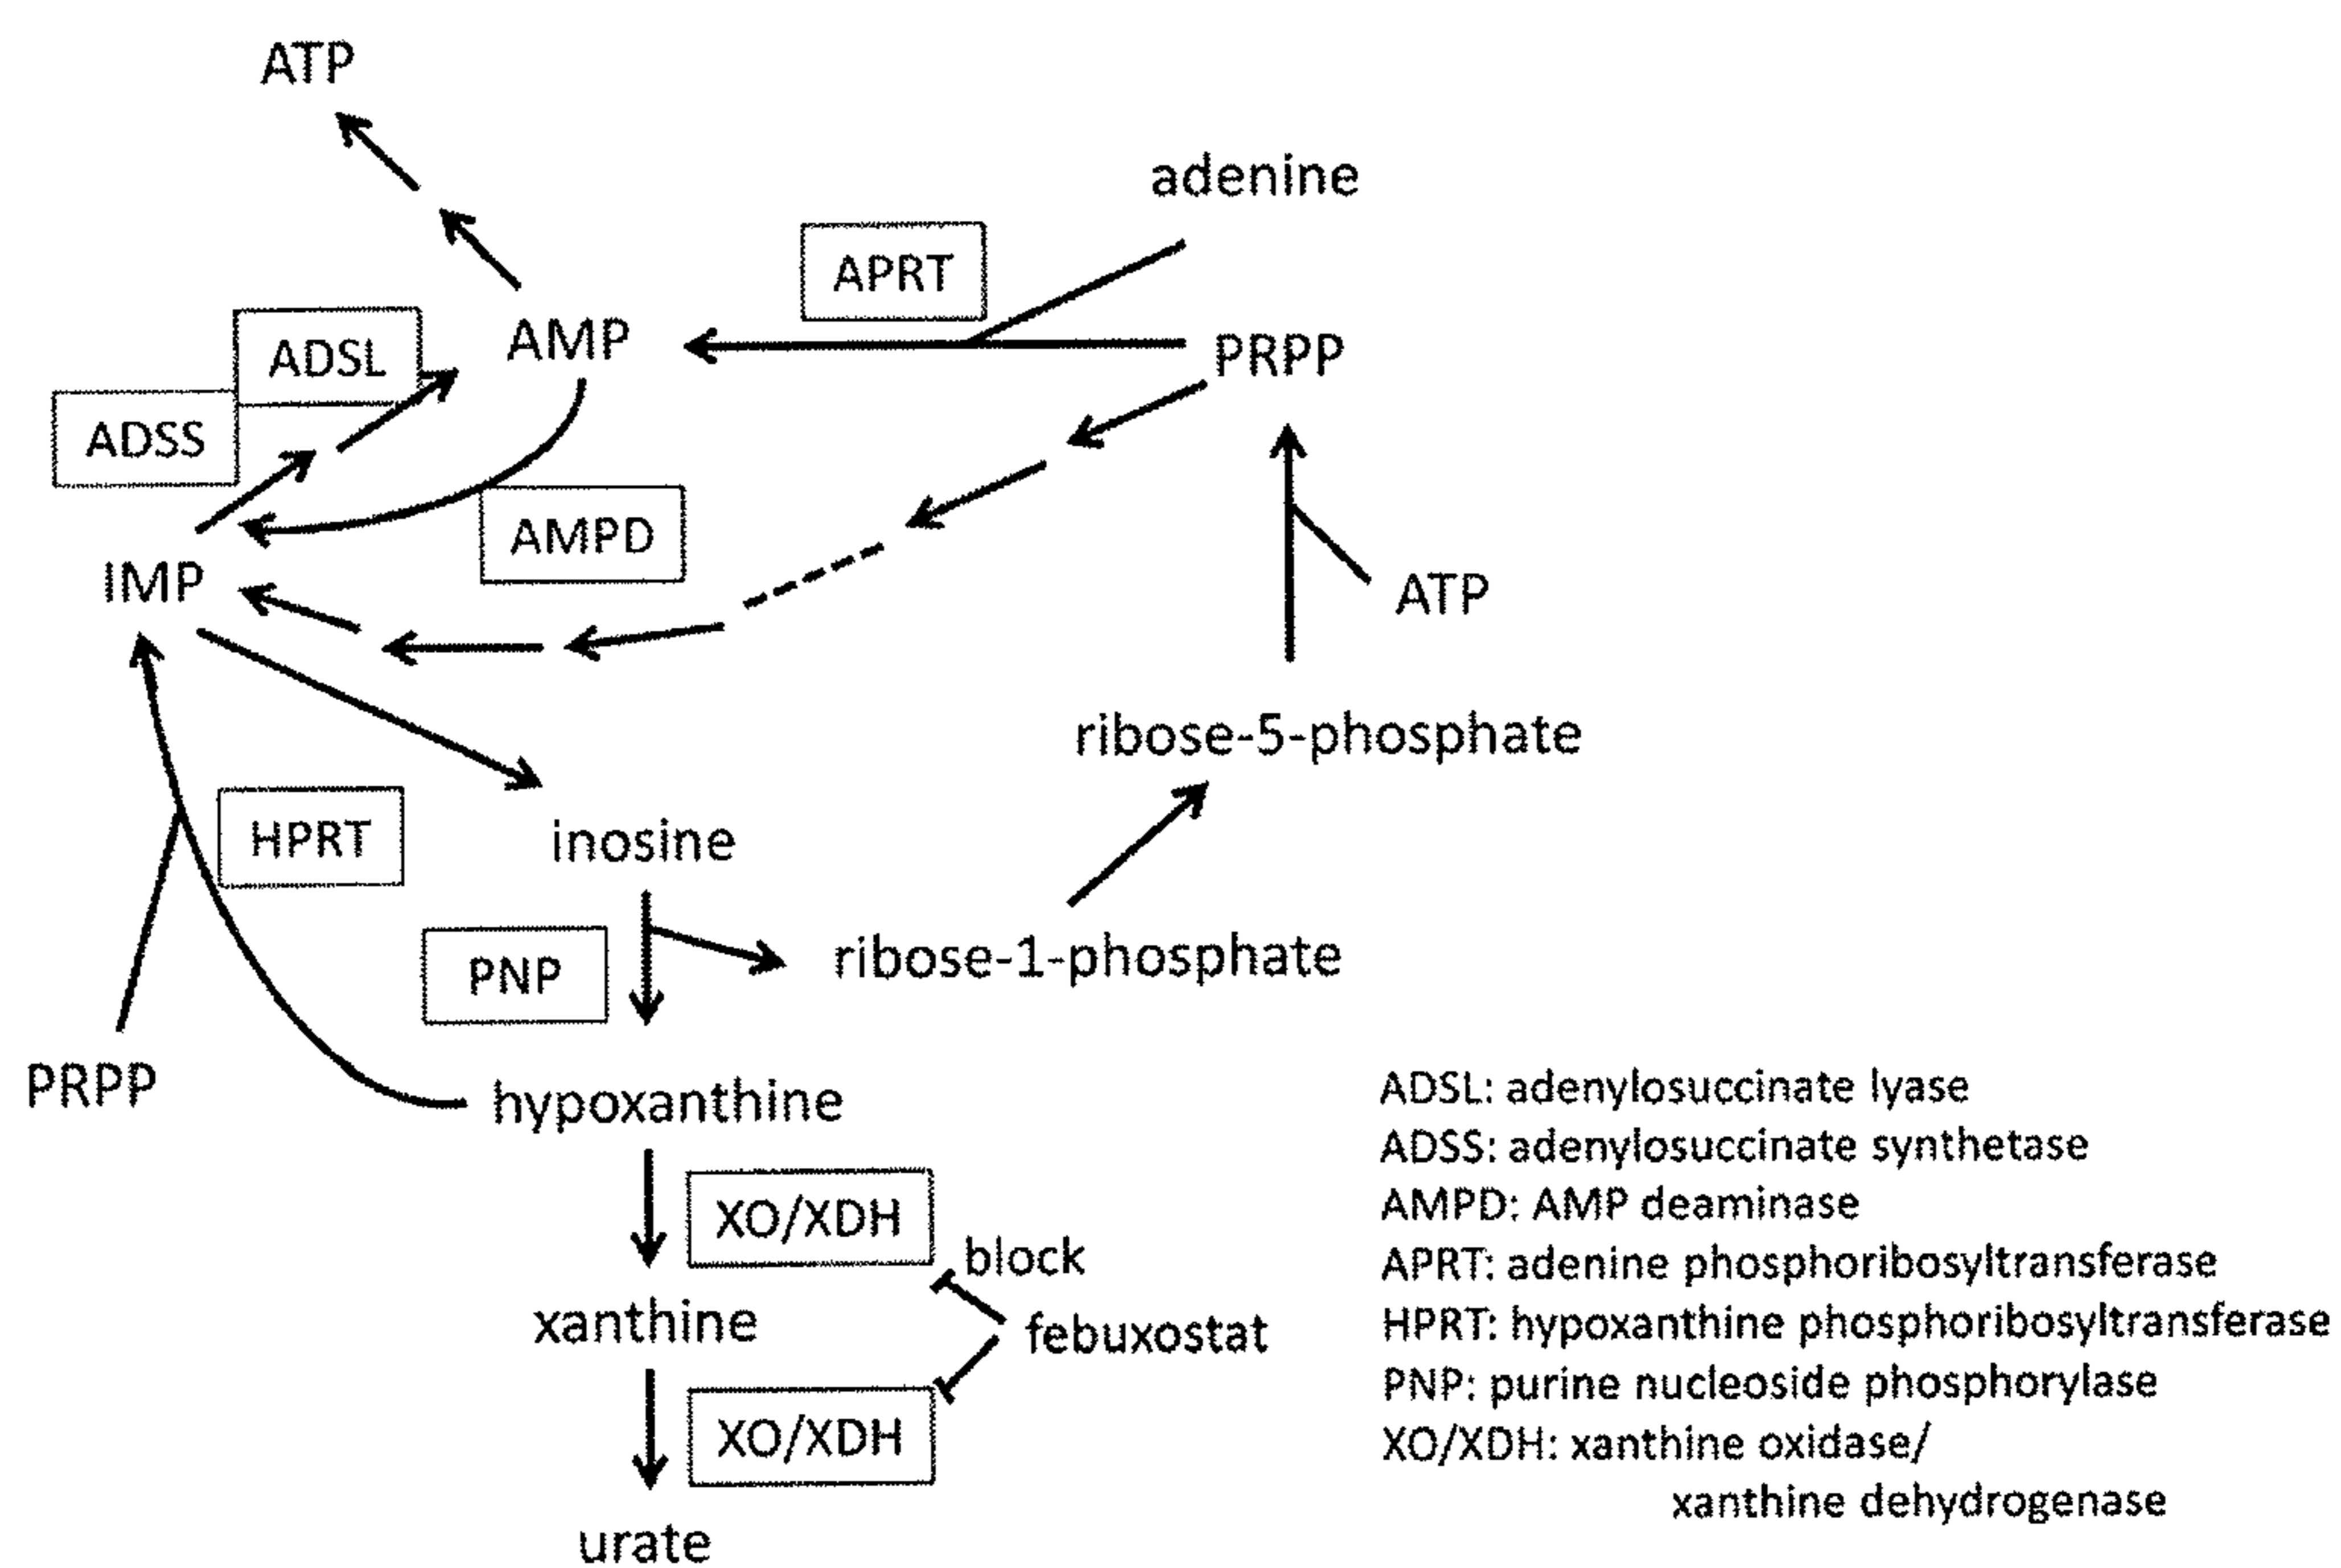 ATP
adenine
APRT
AMP
PRPP
ADSL
ADSS
AMPD
IMP
ATP
ribose-5-phosphate
HPRT
inosine
PNP
ribose-1-phosphate
PRPP
hypoxanthine
XO/XDH
block
xanthine
febuxostat
XO/XDH
urate
ADSL: adenylosuccinate lyase
ADSS: adenylosuccinate synthetase
AMPD: AMP deaminase
APRT: adenine phosphoribosyltransferase
HPRT: hypoxanthine phosphoribosyltransferase
PNP: purine nucleoside phosphorylase
XO/XDH: xanthine oxidase/
xanthine dehydrogenase